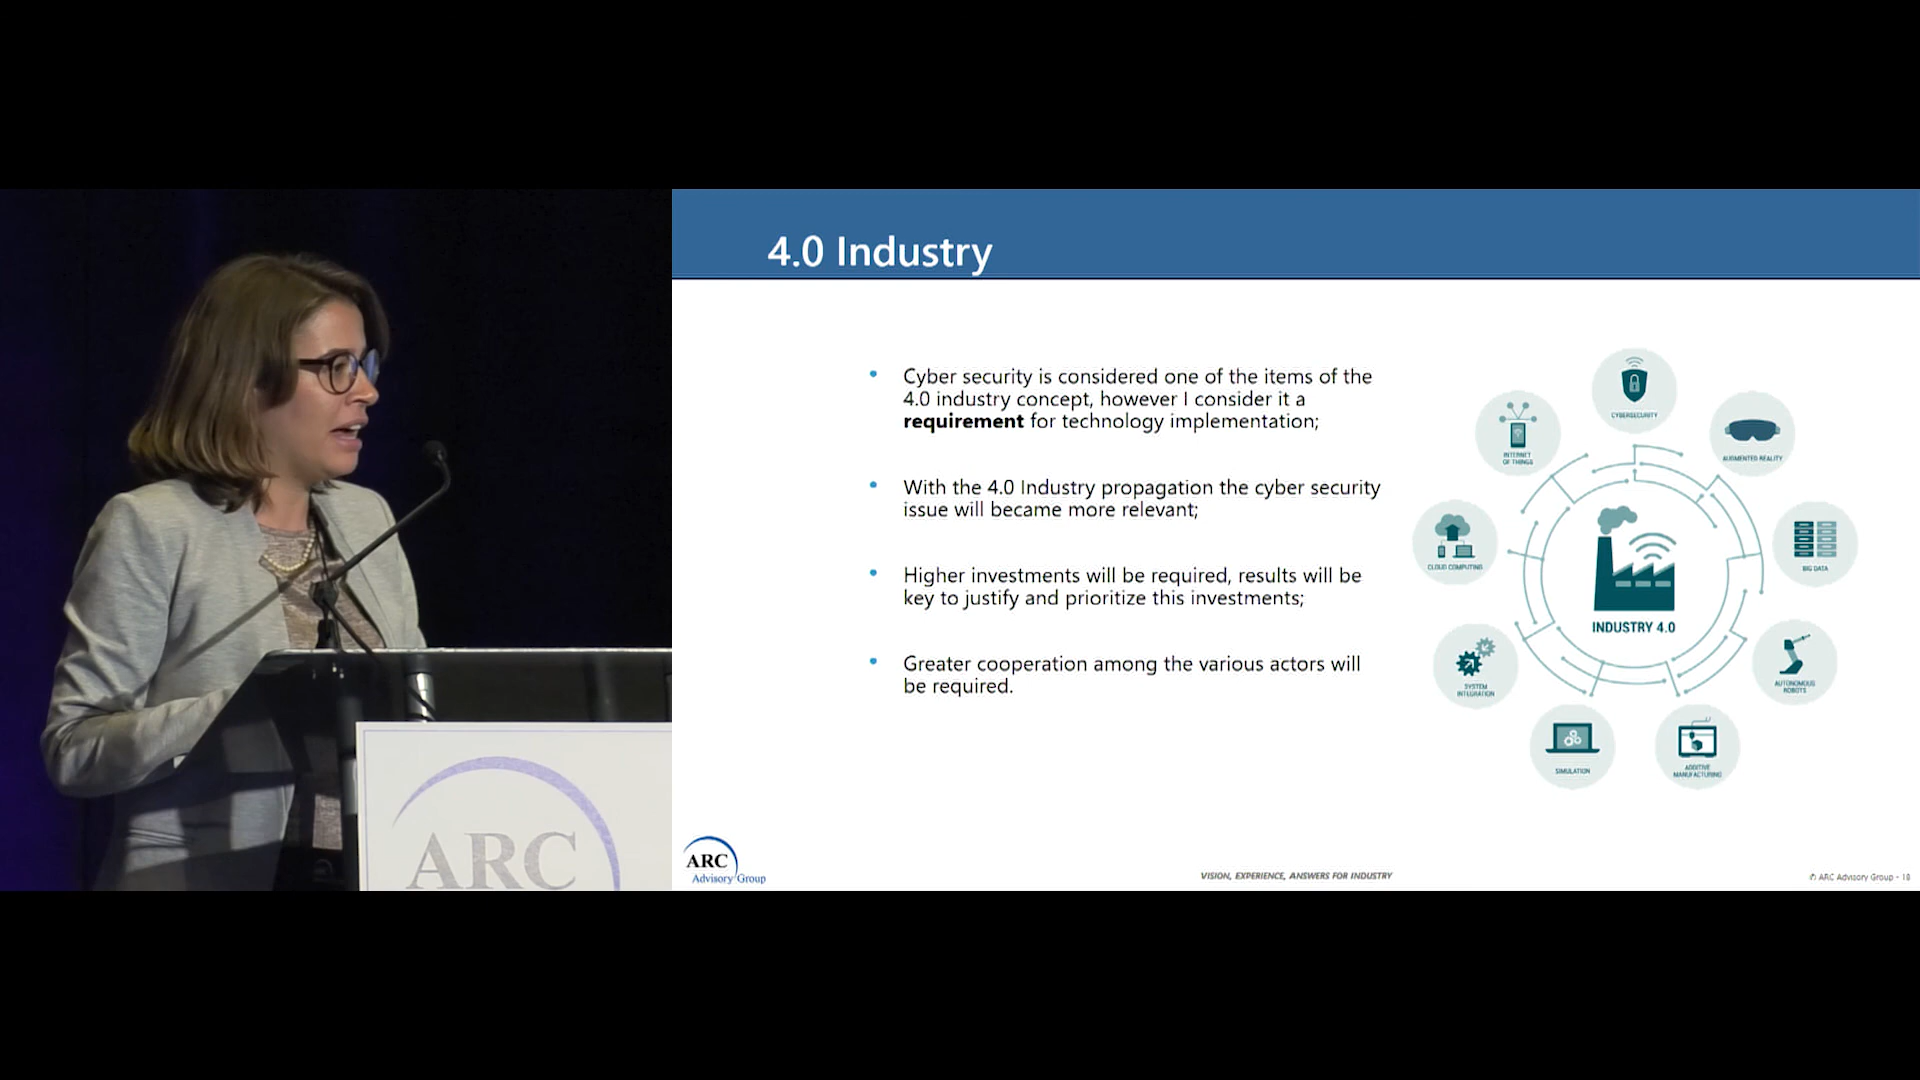 4.0 Industry
• Cyber security is considered one of the items of the
4.0 industry concept, however I consider it a
requirement for technology implementation;
• With the 4.0 Industry propagation the cyber security
issue will became more relevant;
• Higher investments will be required, results will be
key to justify and prioritize this investments;
• Greater cooperation among the various actors will
be required.
CYBERSECURITY
INTERNET
OF THINGS
AUGMENTED REALITY
CLOUD COMPUTING
BIG DATA
INDUSTRY 4.0
SYSTEM
INTEGRATION
AUTONOMOUS
ROBOTS
SIMULATION
ADDITIVE
MANUFACTURING
ARC
ARC
Advisory Group
VISION, EXPERIENCE, ANSWERS FOR INDUSTRY
© ARC Advisory Group - 18